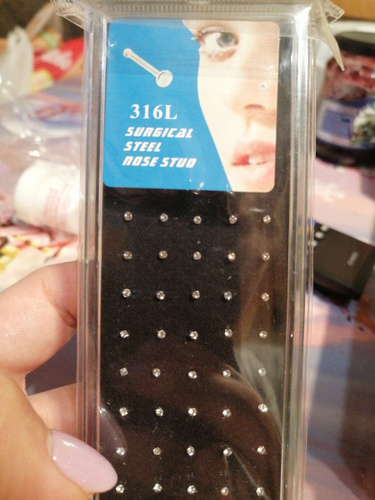 316L
SURGICAL
STEEL
NOSE STUD